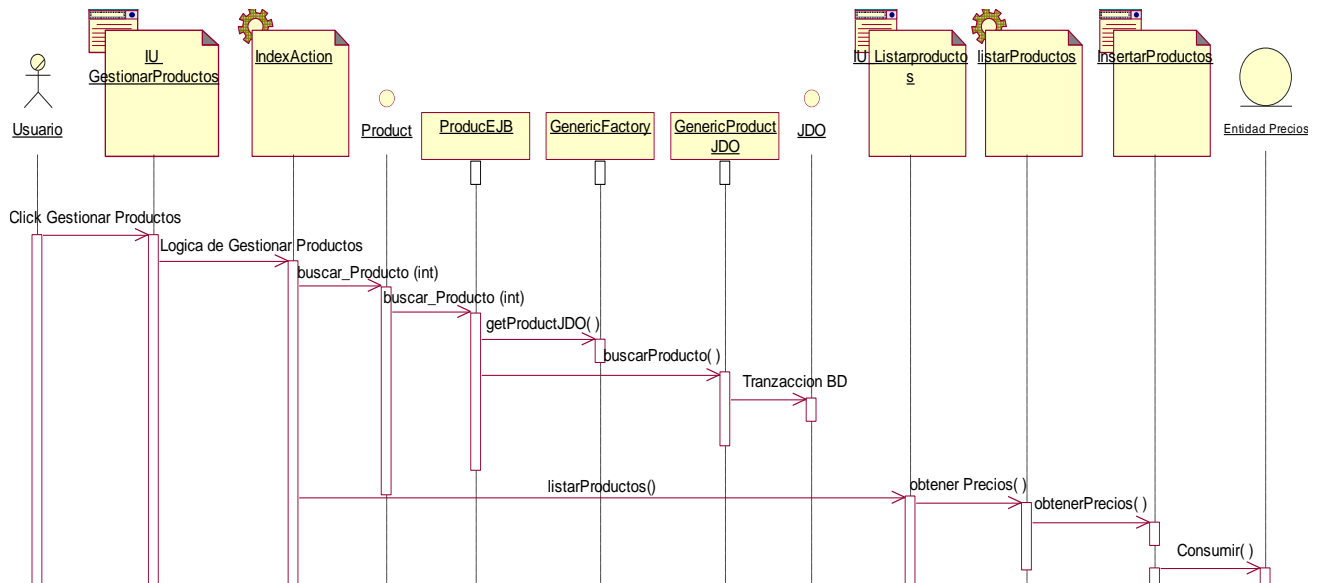 IU_
GestionarProductos
IndexAction
IU_Listarproducto
s
listarProductos
InsertarProductos
Usuario
Product
ProducEJB
GenericFactory
GenericProduct
JDO
JDO
Entidad Precios
Click Gestionar Productos
Logica de Gestionar Productos
buscar_Producto (int)
buscar_Producto (int)
getProductJDO( )
buscarProducto( )
Tranzaccion BD
listarProductos()
obtener Precios( )
obtenerPrecios( )
Consumir( )